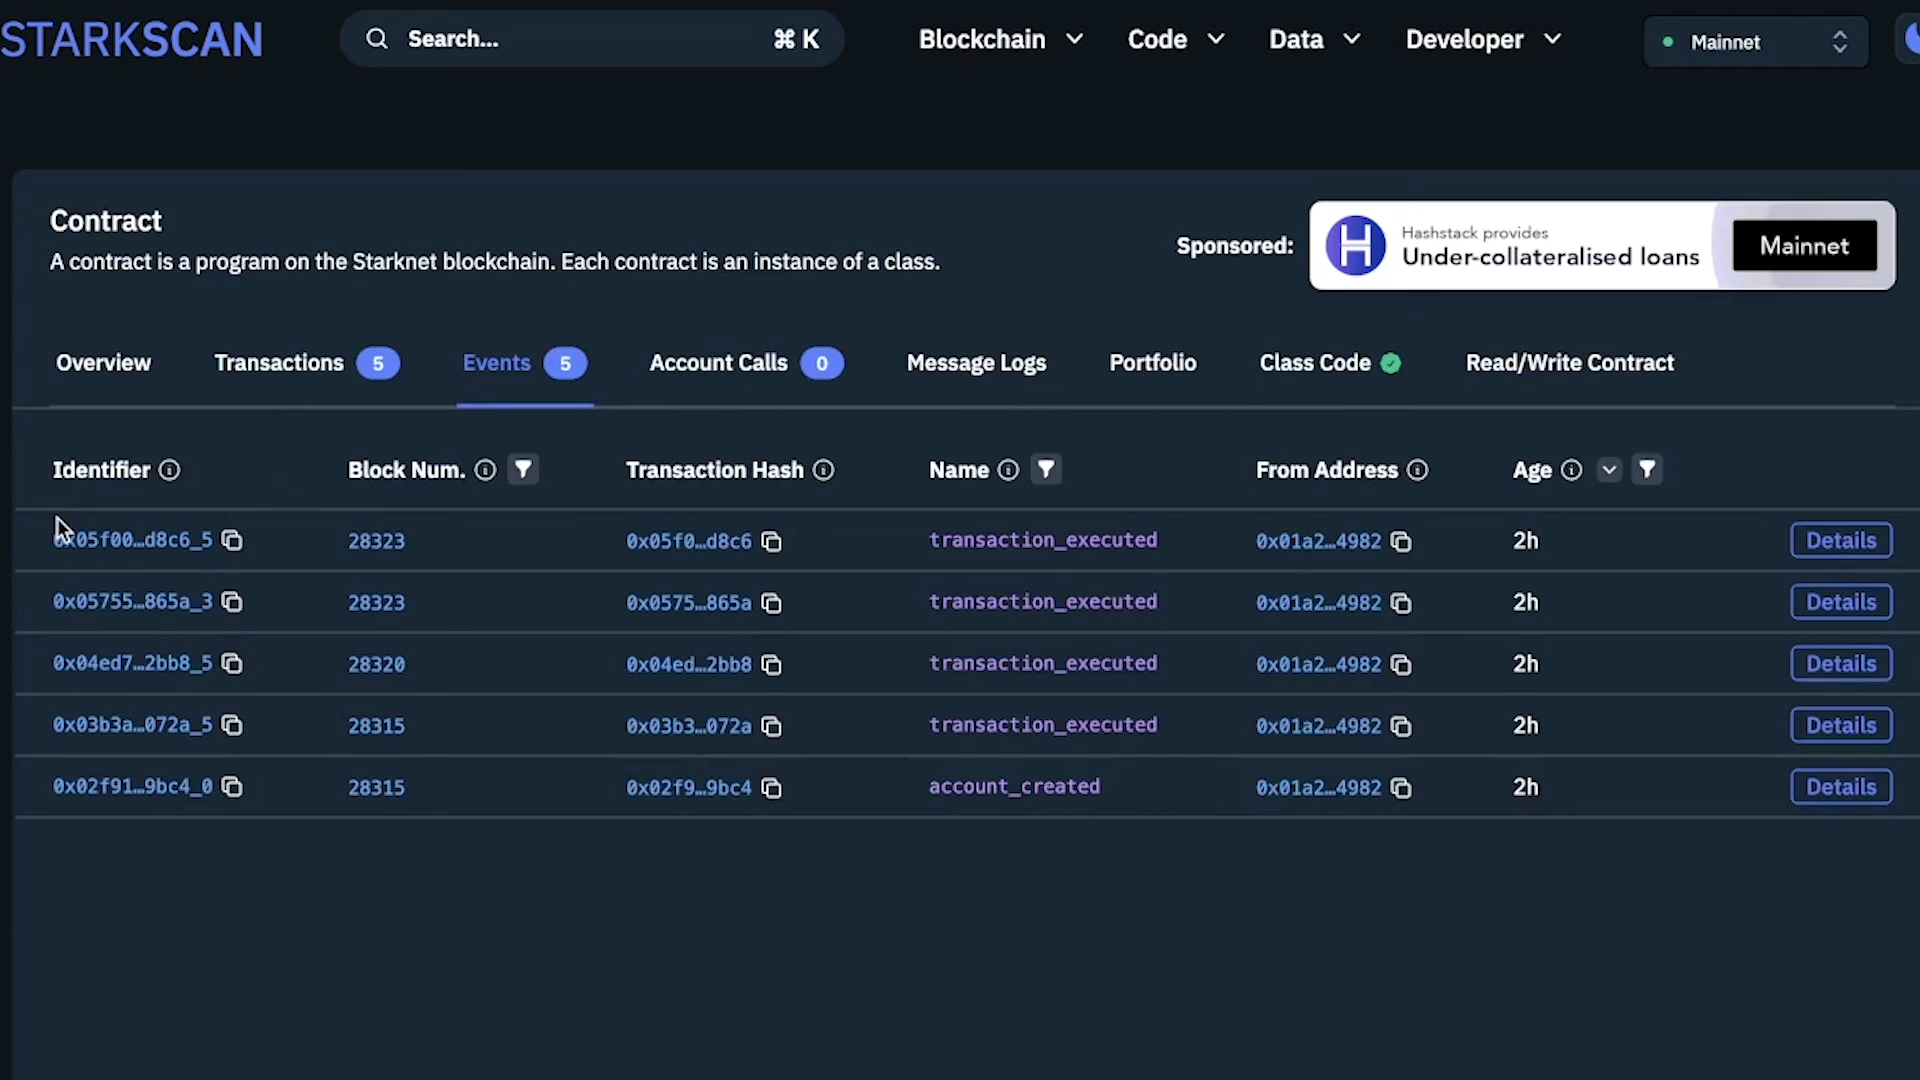 STARKSCAN Search... ⌘ K Blockchain Code Data Developer Mainnet
Contract
A contract is a program on the Starknet blockchain. Each contract is an instance of a class.
Sponsored: Hashstack provides
Under-collateralised loans
Mainnet
Overview Transactions 5 Events 5 Account Calls 0 Message Logs Portfolio Class Code Read/Write Contract
Identifier Block Num. Transaction Hash Name From Address Age
0x05f00…d8c6_5 28323 0x05f0…d8c6 transaction_executed 0x01a2…4982 2h Details
0x05755…865a_3 28323 0x0575…865a transaction_executed 0x01a2…4982 2h Details
0x04ed7…2bb8_5 28320 0x04ed…2bb8 transaction_executed 0x01a2…4982 2h Details
0x03b3a…072a_5 28315 0x03b3…072a transaction_executed 0x01a2…4982 2h Details
0x02f91…9bc4_0 28315 0x02f9…9bc4 account_created 0x01a2…4982 2h Details